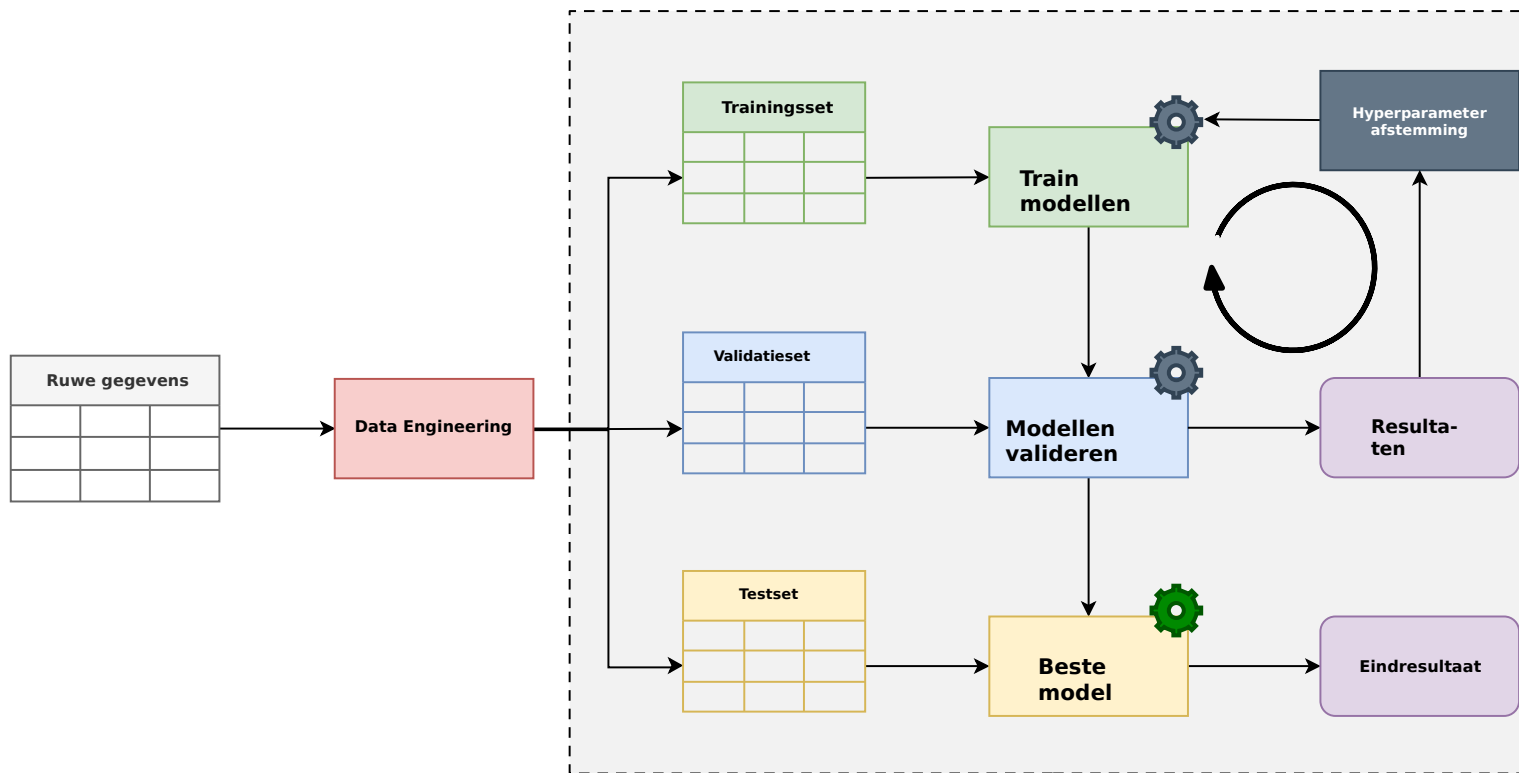 Ruwe gegevens
Data Engineering
Trainingsset
Train
modellen
Hyperparameter
afstemming
Validatieset
Modellen
valideren
Resulta-
ten
Testset
Beste
model
Eindresultaat